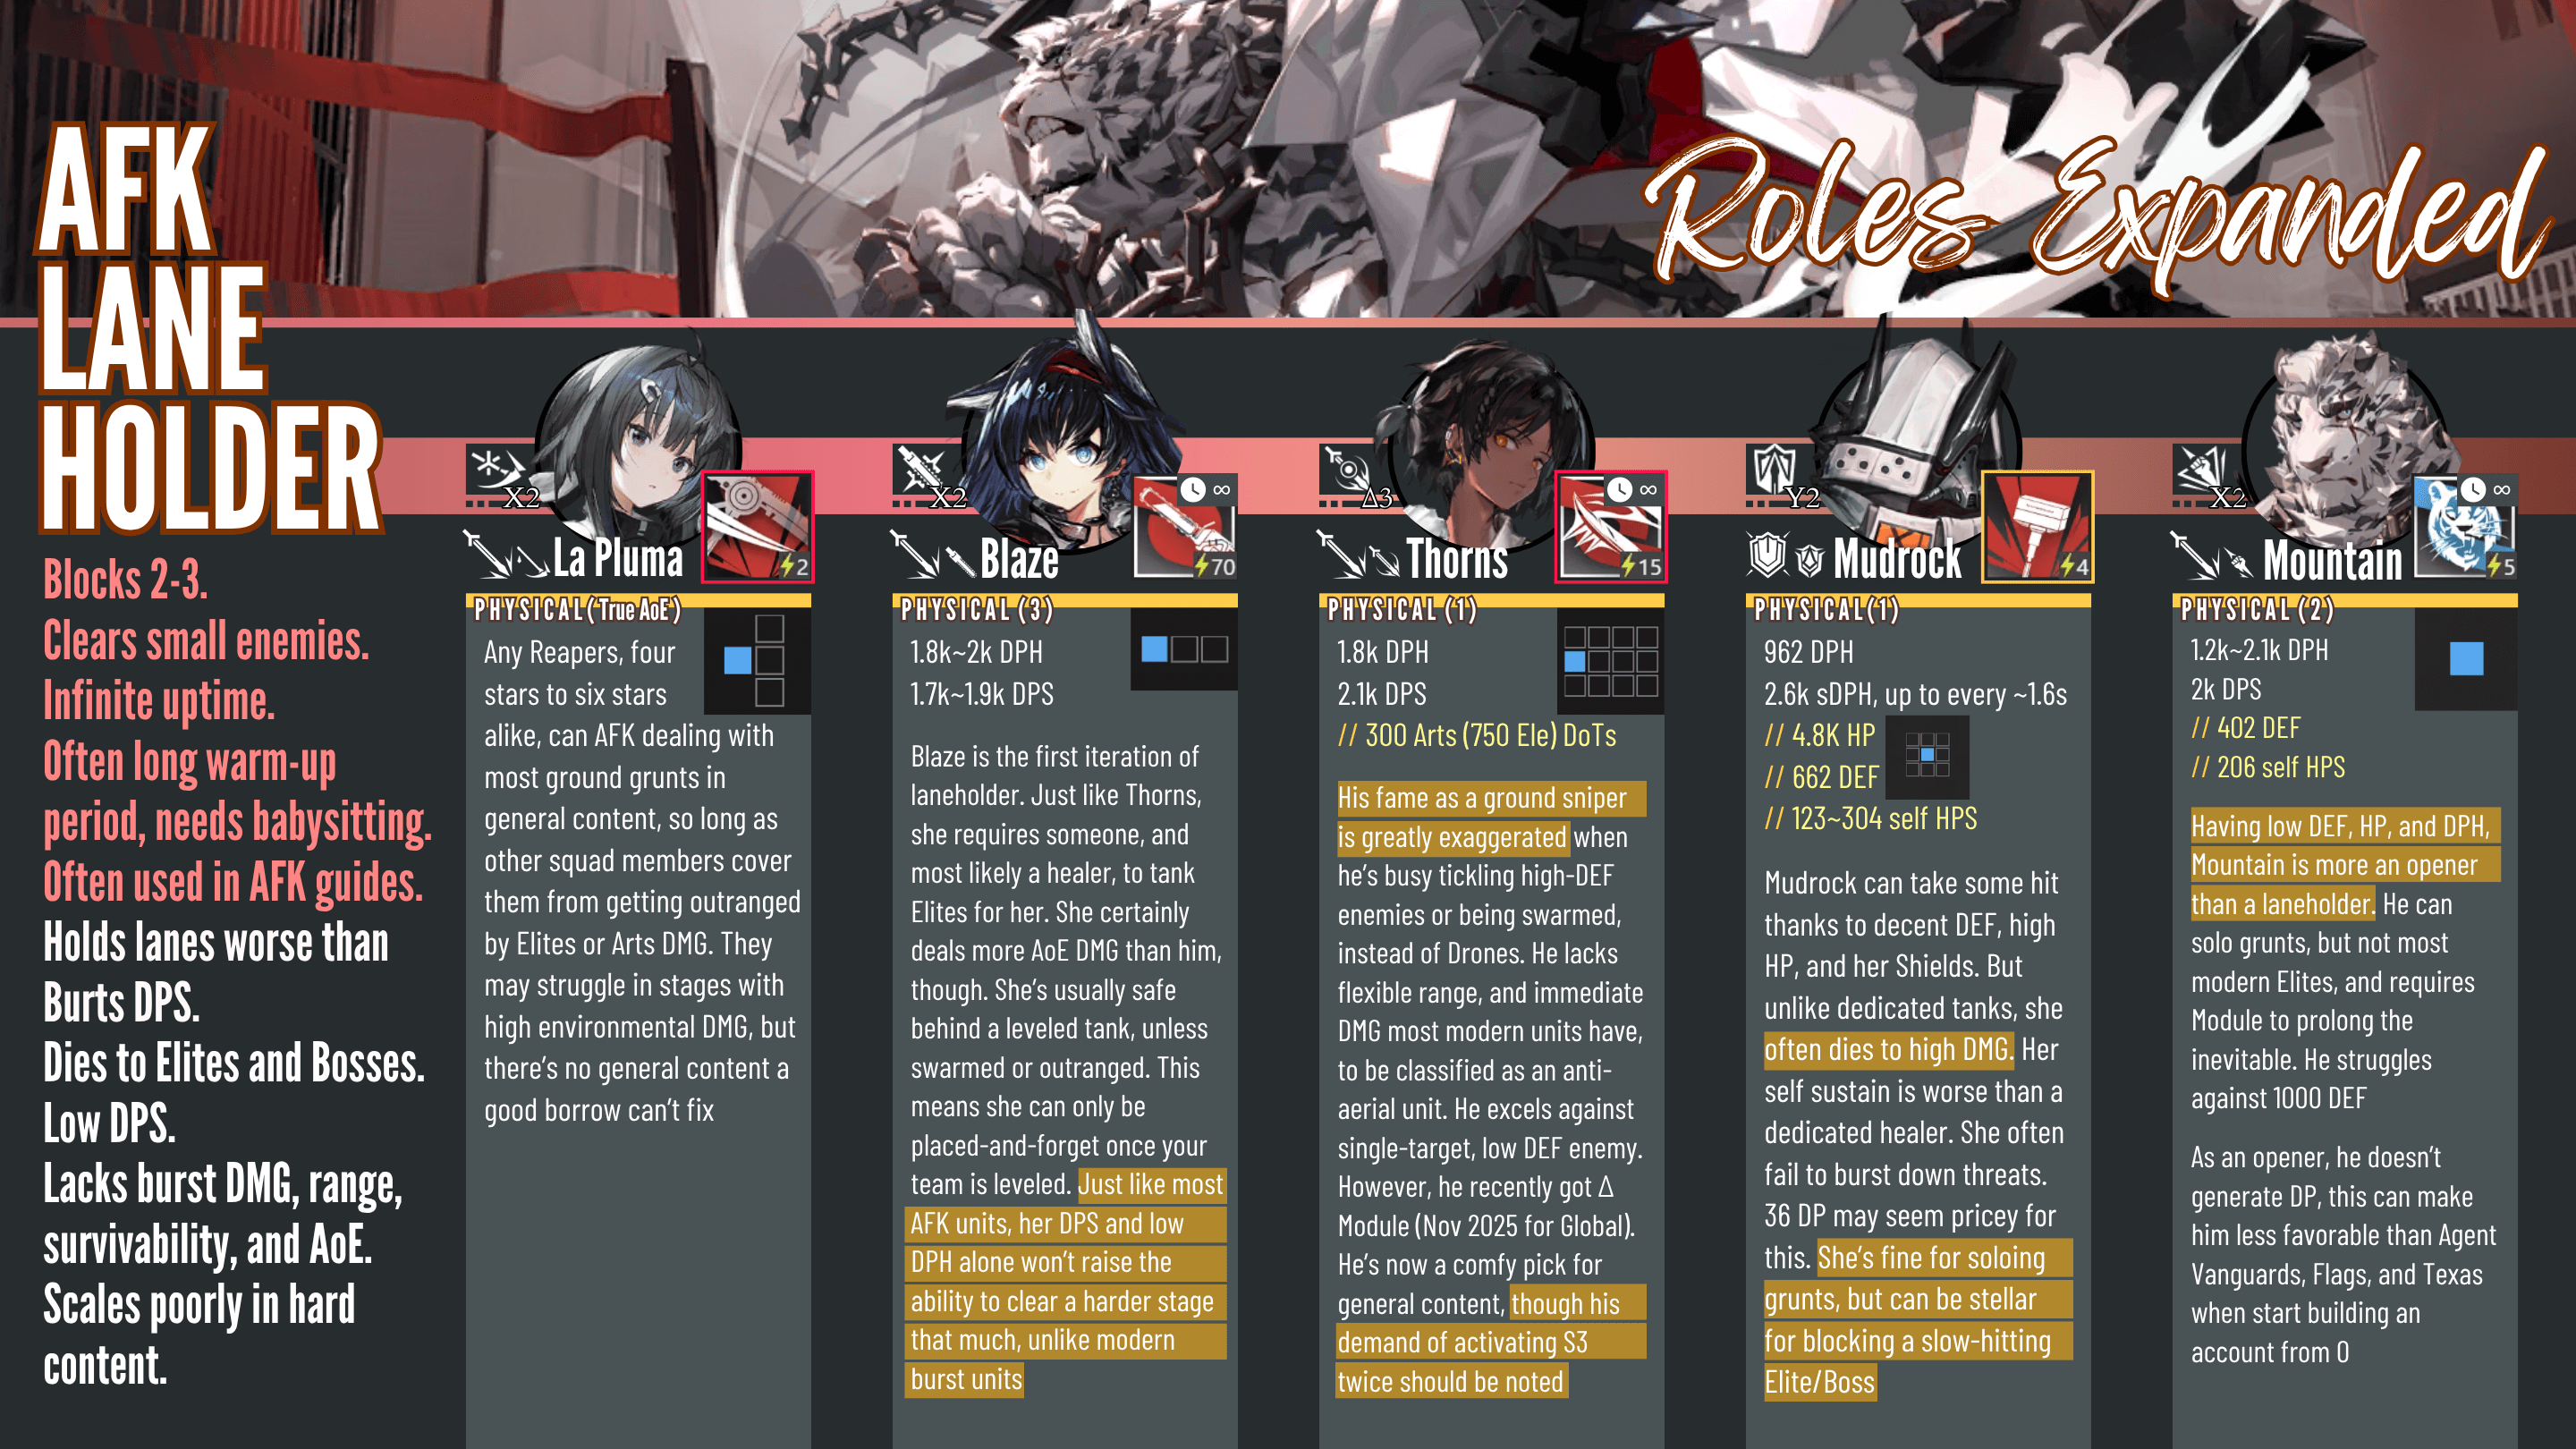 AFK
LANE
HOLDER
Roles Expanded
Blocks 2-3.
Clears small enemies.
Infinite uptime.
Often long warm-up
period, needs babysitting.
Often used in AFK guides.
Holds lanes worse than
Burts DPS.
Dies to Elites and Bosses.
Low DPS.
Lacks burst DMG, range,
survivability, and AoE.
Scales poorly in hard
content.
X2
La Pluma
2
PHYSICAL (True AoE)
Any Reapers, four
stars to six stars
alike, can AFK dealing with
most ground grunts in
general content, so long as
other squad members cover
them from getting outranged
by Elites or Arts DMG. They
may struggle in stages with
high environmental DMG, but
there's no general content a
good borrow can't fix
X2
Blaze
∞
70
PHYSICAL (3)
1.8k~2k DPH
1.7k~1.9k DPS
Blaze is the first iteration of
laneholder. Just like Thorns,
she requires someone, and
most likely a healer, to tank
Elites for her. She certainly
deals more AoE DMG than him,
though. She's usually safe
behind a leveled tank, unless
swarmed or outranged. This
means she can only be
placed-and-forget once your
team is leveled. Just like most
AFK units, her DPS and low
DPH alone won't raise the
ability to clear a harder stage
that much, unlike modern
burst units
Δ3
Thorns
∞
15
PHYSICAL (1)
1.8k DPH
2.1k DPS
// 300 Arts (750 Ele) DoTs
His fame as a ground sniper
is greatly exaggerated when
he's busy tickling high-DEF
enemies or being swarmed,
instead of Drones. He lacks
flexible range, and immediate
DMG most modern units have,
to be classified as an anti-
aerial unit. He excels against
single-target, low DEF enemy.
However, he recently got Δ
Module (Nov 2025 for Global).
He's now a comfy pick for
general content, though his
demand of activating S3
twice should be noted
Y2
Mudrock
4
PHYSICAL(1)
962 DPH
2.6k sDPH, up to every ~1.6s
// 4.8K HP
// 662 DEF
// 123~304 self HPS
Mudrock can take some hit
thanks to decent DEF, high
HP, and her Shields. But
unlike dedicated tanks, she
often dies to high DMG. Her
self sustain is worse than a
dedicated healer. She often
fail to burst down threats.
36 DP may seem pricey for
this. She's fine for soloing
grunts, but can be stellar
for blocking a slow-hitting
Elite/Boss
X2
Mountain
∞
5
PHYSICAL (2)
1.2k~2.1k DPH
2k DPS
// 402 DEF
// 206 self HPS
Having low DEF, HP, and DPH,
Mountain is more an opener
than a laneholder. He can
solo grunts, but not most
modern Elites, and requires
Module to prolong the
inevitable. He struggles
against 1000 DEF
As an opener, he doesn't
generate DP, this can make
him less favorable than Agent
Vanguards, Flags, and Texas
when start building an
account from 0